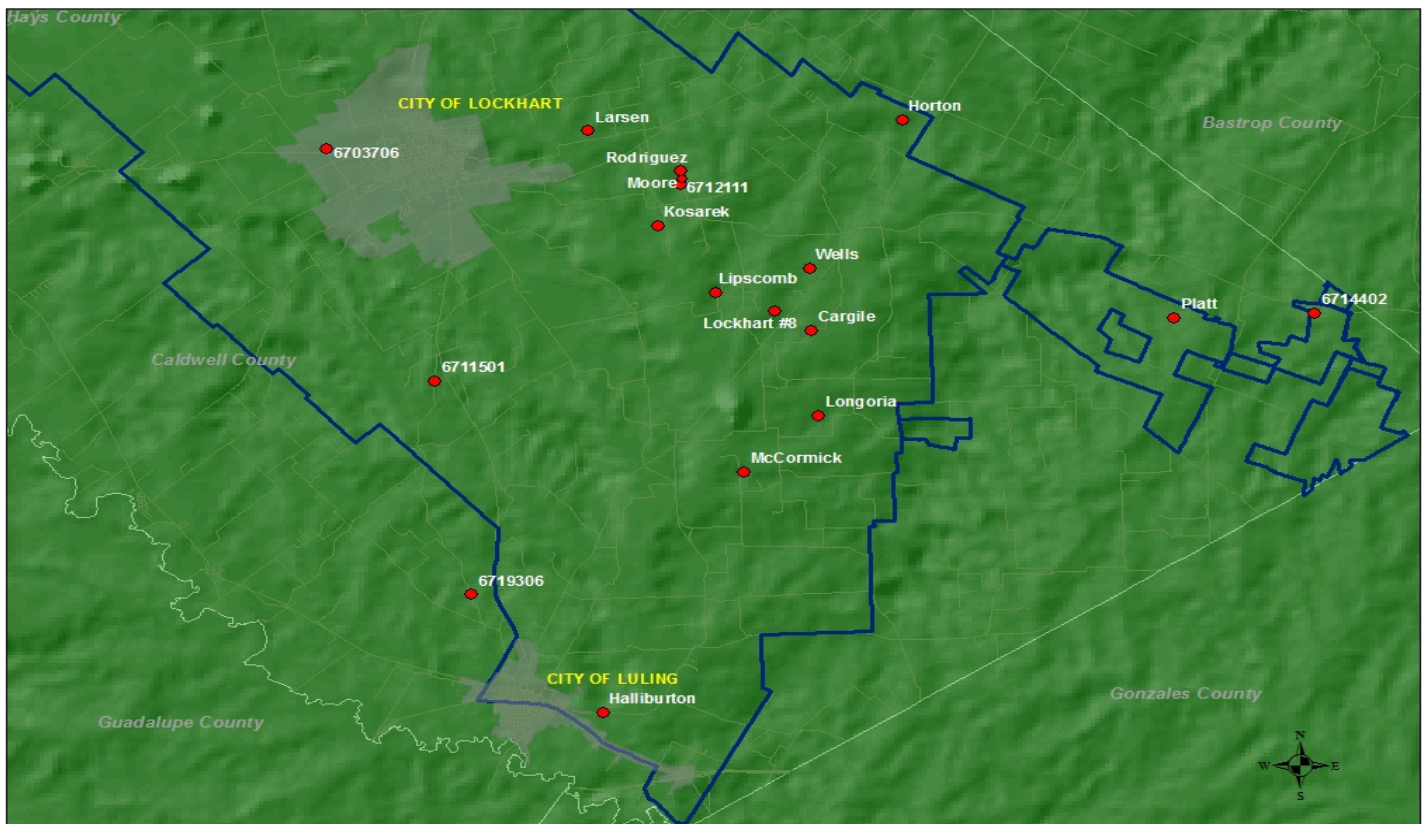 Hays County
CITY OF LOCKHART
Larsen
Horton
Bastrop County
6703706
Rodriguez
Moore
6712111
Kosarek
Wells
Lipscomb
Lockhart #8
Cargile
Platt
6714402
Caldwell County
6711501
Longoria
McCormick
6719306
CITY OF LULING
Halliburton
Gonzales County
Guadalupe County
N
W
E
S